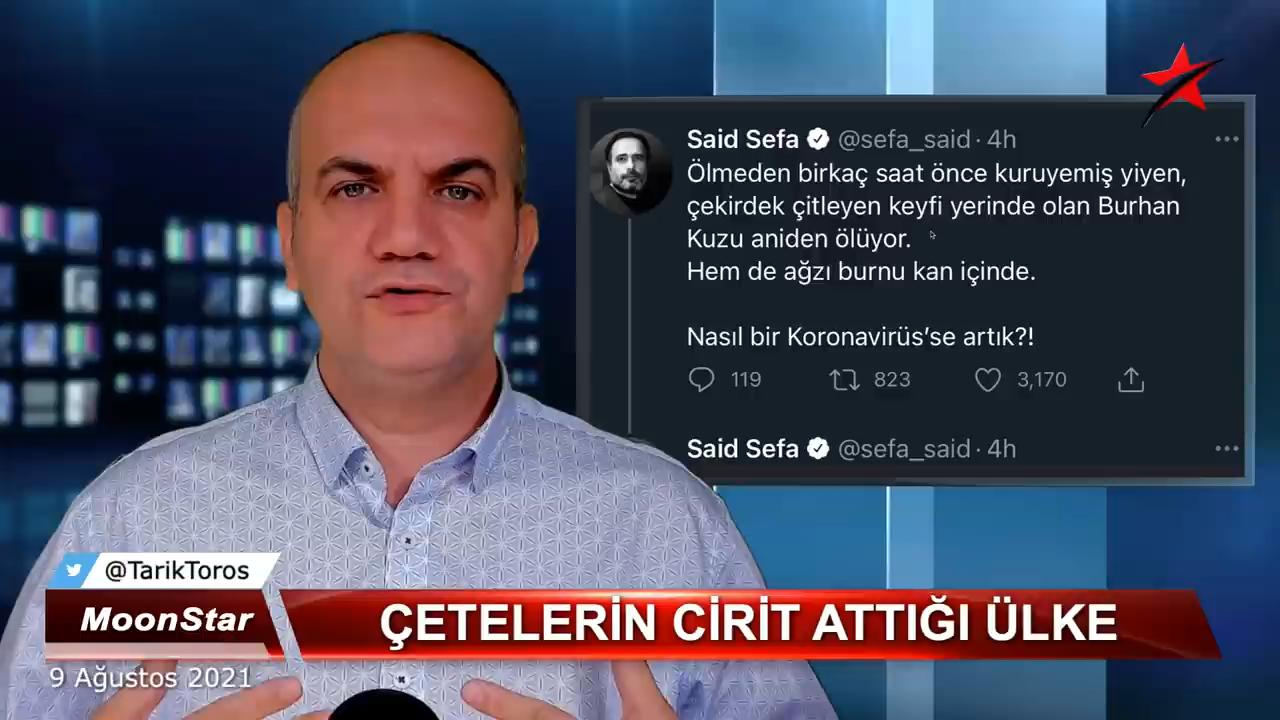 Said Sefa @sefa_said · 4h
Ölmeden birkaç saat önce kuruyemiş yiyen,
çekirdek çitleyen keyfi yerinde olan Burhan
Kuzu aniden ölüyor.
Hem de ağzı burnu kan içinde.
Nasıl bir Koronavirüs'se artık?!
119 823 3,170
Said Sefa @sefa_said · 4h
@TarikToros
MoonStar
ÇETELERİN CİRİT ATTIĞI ÜLKE
9 Ağustos 2021